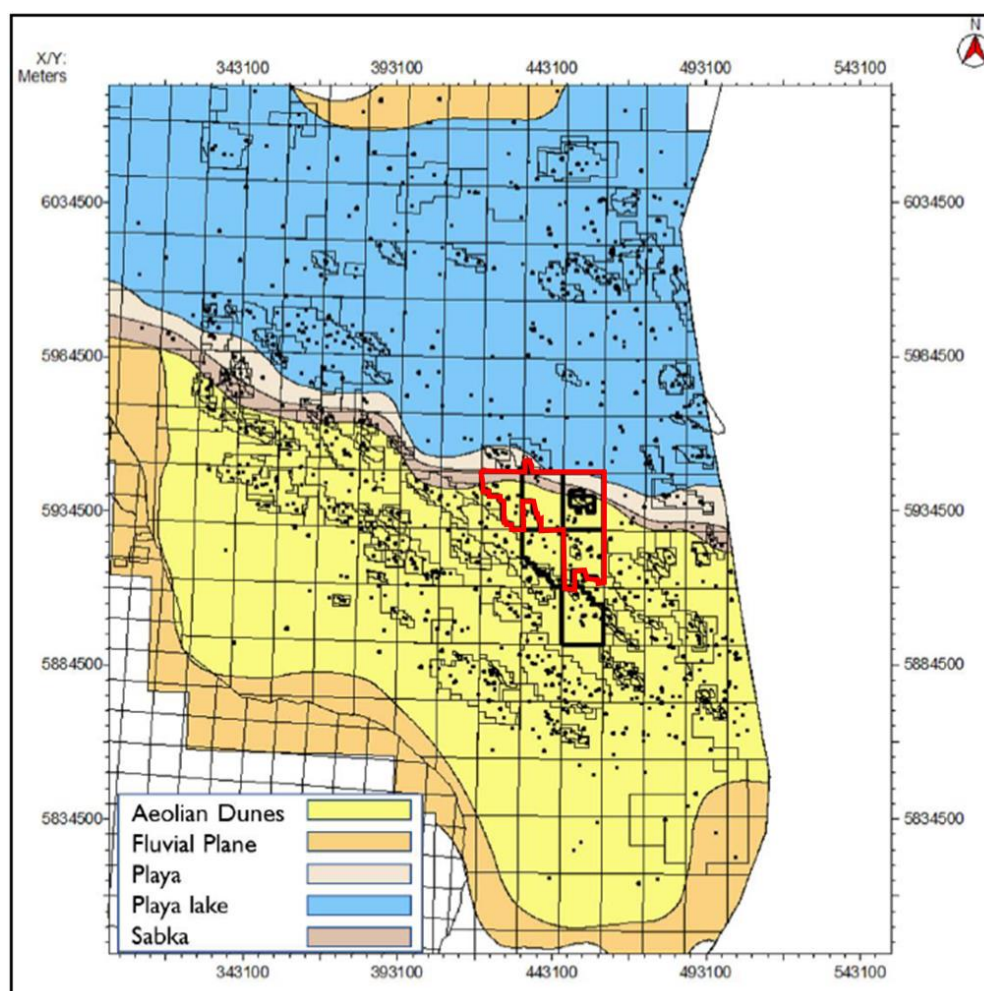 N
X/Y:
Meters
343100 393100 443100 493100 543100
6034500 6034500
5984500 5984500
5934500 5934500
5884500 5884500
5834500 5834500
Aeolian Dunes
Fluvial Plane
Playa
Playa lake
Sabka
343100 393100 443100 493100 543100